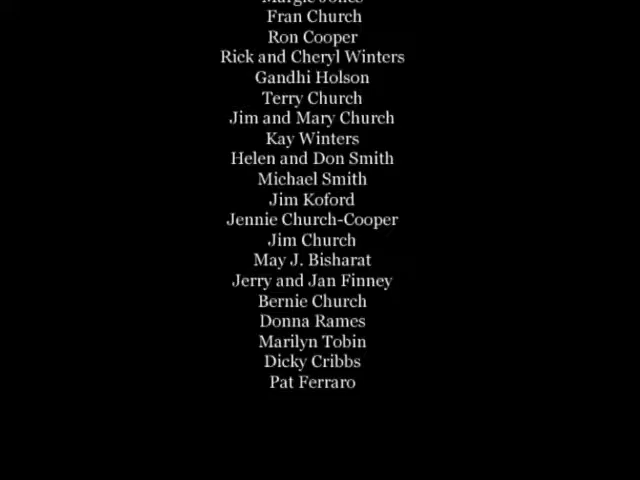 Margie Jones
Fran Church
Ron Cooper
Rick and Cheryl Winters
Gandhi Holson
Terry Church
Jim and Mary Church
Kay Winters
Helen and Don Smith
Michael Smith
Jim Koford
Jennie Church-Cooper
Jim Church
May J. Bisharat
Jerry and Jan Finney
Bernie Church
Donna Rames
Marilyn Tobin
Dicky Cribbs
Pat Ferraro